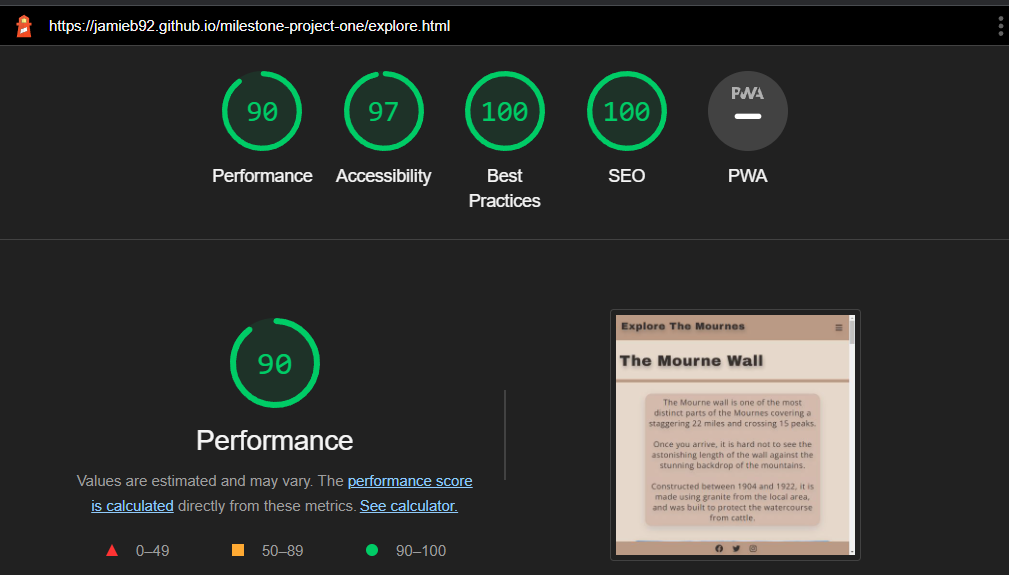 https://jamieb92.github.io/milestone-project-one/explore.html
90
97
100
100
PWA
Performance
Accessibility
Best
Practices
SEO
PWA
90
Performance
Values are estimated and may vary. The performance score
is calculated directly from these metrics. See calculator.
0–49
50–89
90–100
Explore The Mournes
The Mourne Wall
The Mourne wall is one of the most
distinct parts of the Mournes covering a
staggering 22 miles and crossing 15 peaks.
Once you arrive, it is hard not to see the
astonishing length of the wall against the
stunning backdrop of the mountains.
Constructed between 1904 and 1922, it is
made using granite from the local area,
and was built to protect the watercourse
from cattle.